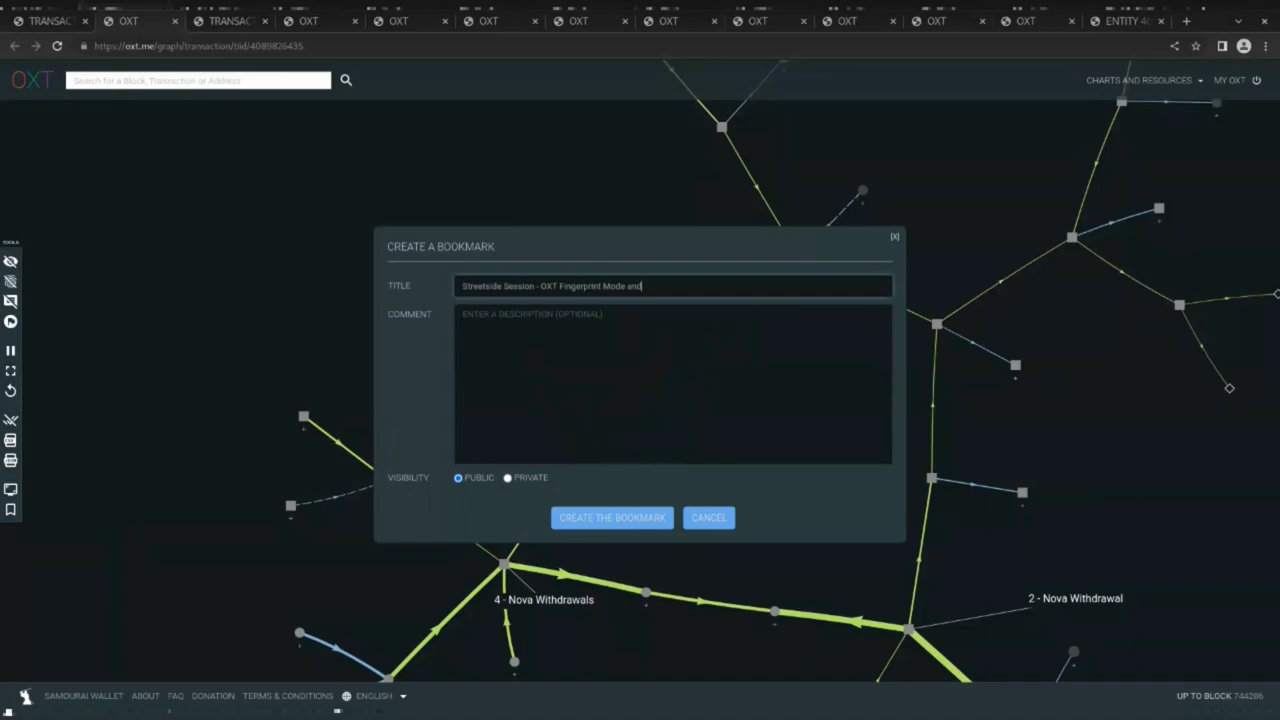 TRANSACT
OXT
TRANSAC
OXT
OXT
OXT
OXT
OXT
OXT
OXT
OXT
OXT
ENTITY 4
https://oxt.me/graph/transaction/tiid/4089826435
OXT
Search for a Block, Transaction or Address
CHARTS AND RESOURCES
MY OXT
TOOLS
CREATE A BOOKMARK
[X]
TITLE
Streetside Session - OXT Fingerprint Mode and
COMMENT
ENTER A DESCRIPTION (OPTIONAL)
VISIBILITY
PUBLIC
PRIVATE
CREATE THE BOOKMARK
CANCEL
4 - Nova Withdrawals
2 - Nova Withdrawal
SAMOURAI WALLET
ABOUT
FAQ
DONATION
TERMS & CONDITIONS
ENGLISH
UP TO BLOCK 744286